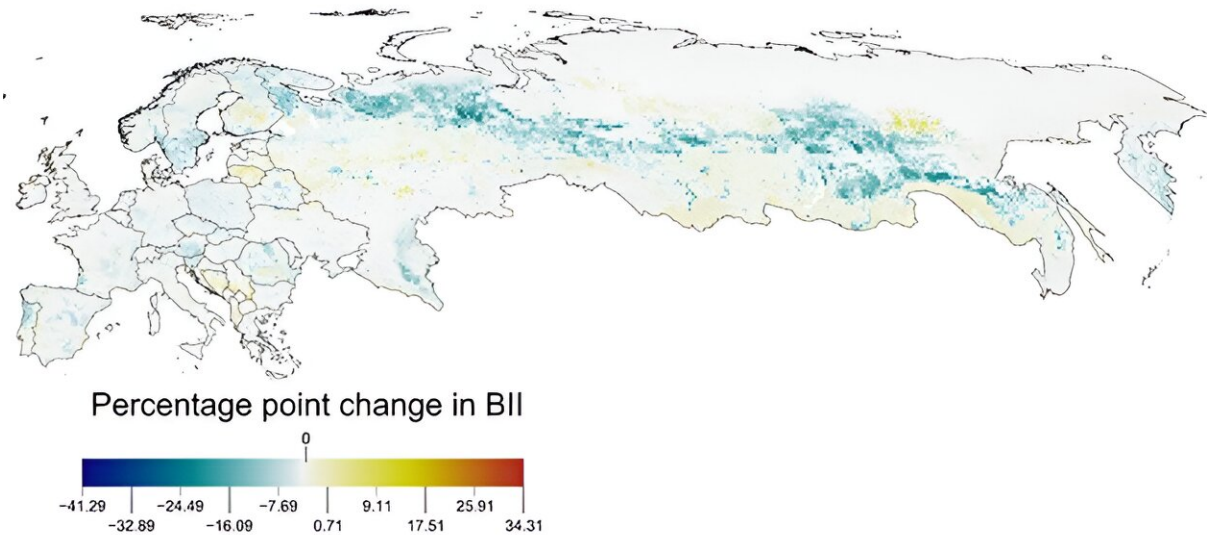 Percentage point change in BII
0
−41.29 −24.49 −7.69 9.11 25.91
−32.89 −16.09 0.71 17.51 34.31